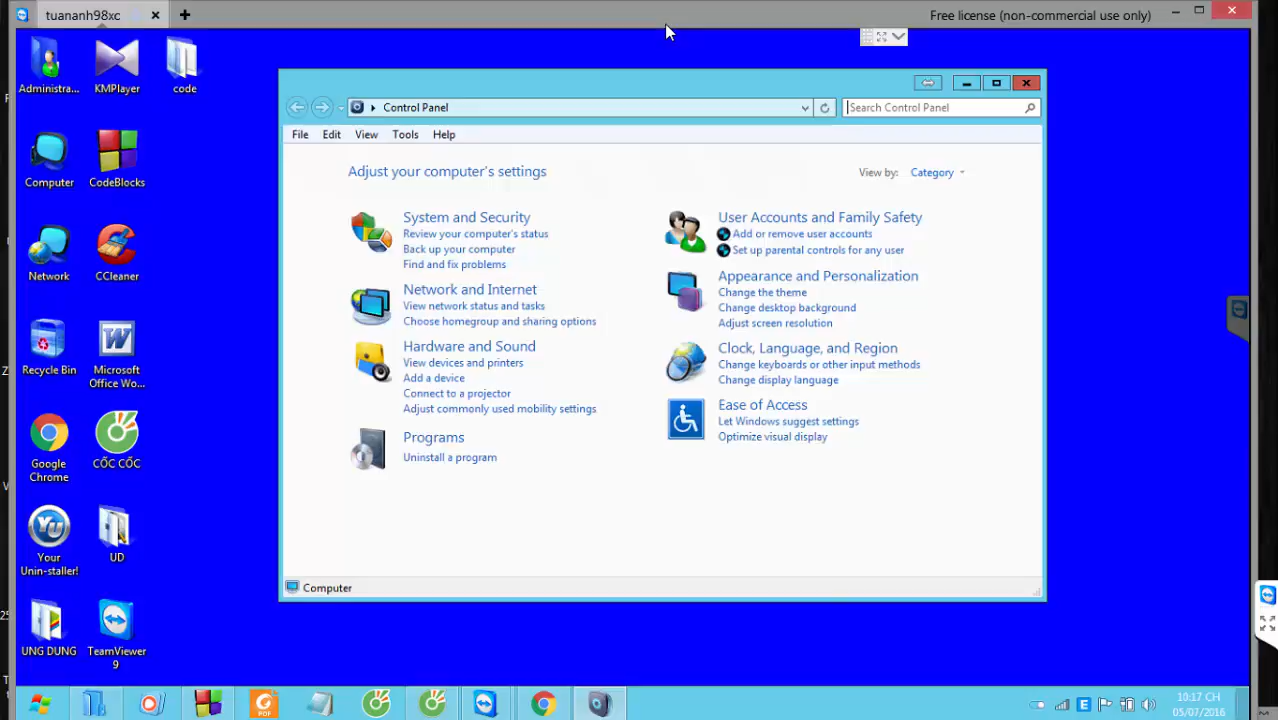 tuananh98xc
Free license (non-commercial use only)
Administra...
KMPlayer
code
Computer
CodeBlocks
Network
CCleaner
Recycle Bin
Microsoft
Office Wo...
Google
Chrome
CỐC CỐC
Your
Unin-staller!
UD
UNG DUNG
TeamViewer
9
Control Panel
Search Control Panel
File Edit View Tools Help
Adjust your computer's settings
View by: Category
System and Security
Review your computer's status
Back up your computer
Find and fix problems
Network and Internet
View network status and tasks
Choose homegroup and sharing options
Hardware and Sound
View devices and printers
Add a device
Connect to a projector
Adjust commonly used mobility settings
Programs
Uninstall a program
User Accounts and Family Safety
Add or remove user accounts
Set up parental controls for any user
Appearance and Personalization
Change the theme
Change desktop background
Adjust screen resolution
Clock, Language, and Region
Change keyboards or other input methods
Change display language
Ease of Access
Let Windows suggest settings
Optimize visual display
Computer
PDF
E
10:17 CH
05/07/2016